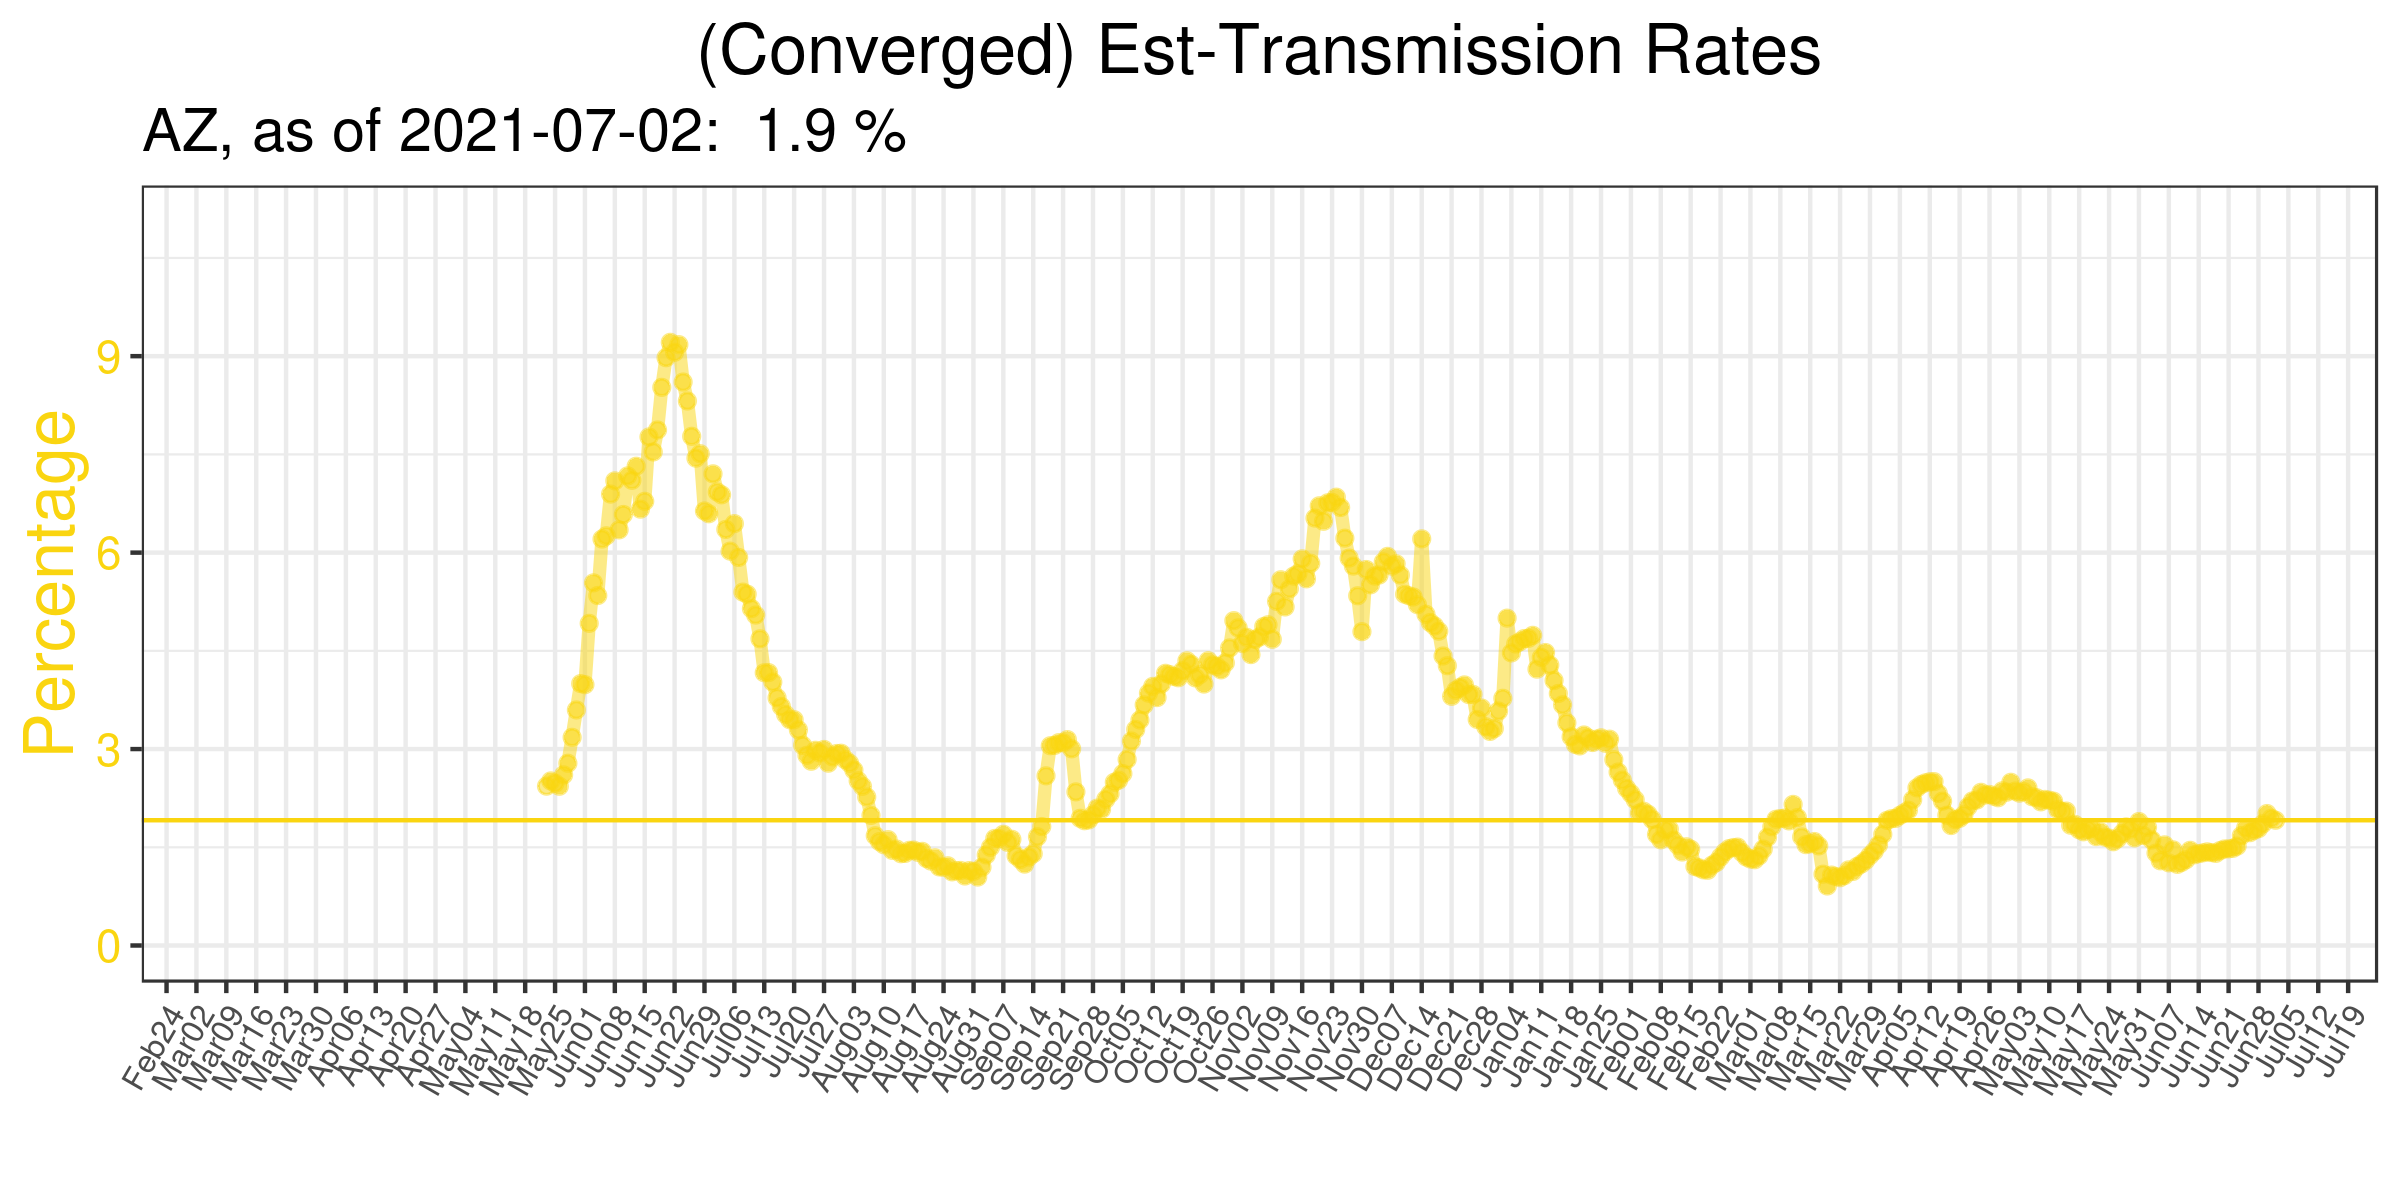 (Converged) Est-Transmission Rates
AZ, as of 2021-07-02:  1.9 %
Percentage
9
6
3
0
Feb24
Mar02
Mar09
Mar16
Mar23
Mar30
Apr06
Apr13
Apr20
Apr27
May04
May11
May18
May25
Jun01
Jun08
Jun15
Jun22
Jun29
Jul06
Jul13
Jul20
Jul27
Aug03
Aug10
Aug17
Aug24
Aug31
Sep07
Sep14
Sep21
Sep28
Oct05
Oct12
Oct19
Oct26
Nov02
Nov09
Nov16
Nov23
Nov30
Dec07
Dec14
Dec21
Dec28
Jan04
Jan11
Jan18
Jan25
Feb01
Feb08
Feb15
Feb22
Mar01
Mar08
Mar15
Mar22
Mar29
Apr05
Apr12
Apr19
Apr26
May03
May10
May17
May24
May31
Jun07
Jun14
Jun21
Jun28
Jul05
Jul12
Jul19